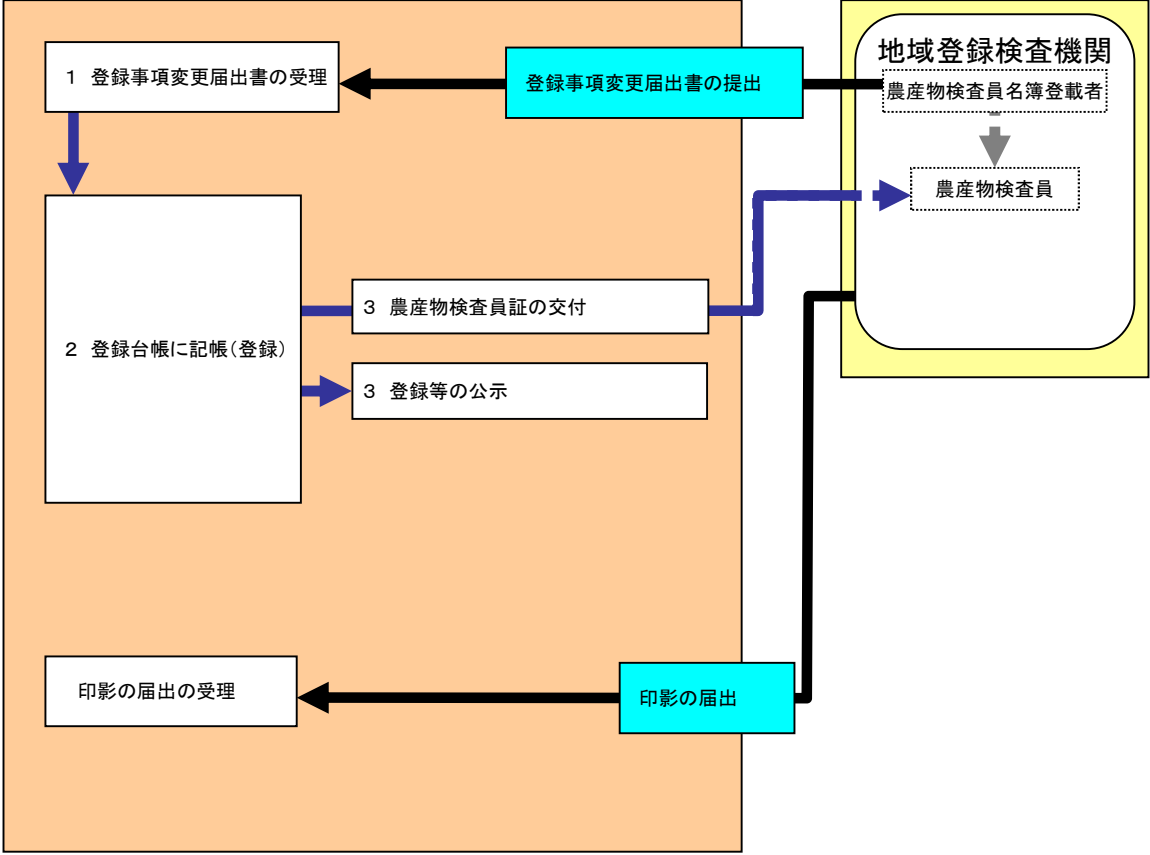 １　登録事項変更届出書の受理
登録事項変更届出書の提出
地域登録検査機関
農産物検査員名簿登載者
農産物検査員
２　登録台帳に記帳（登録）
３　農産物検査員証の交付
３　登録等の公示
印影の届出の受理
印影の届出